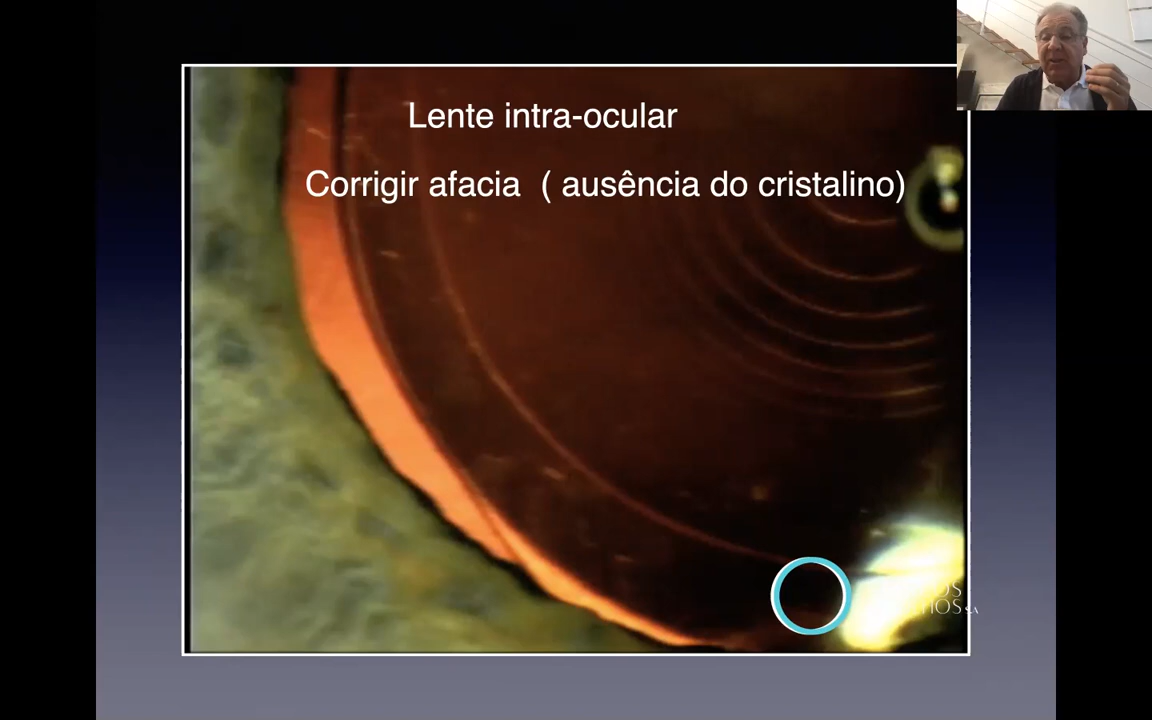 Lente intra-ocular
Corrigir afacia ( ausência do cristalino)